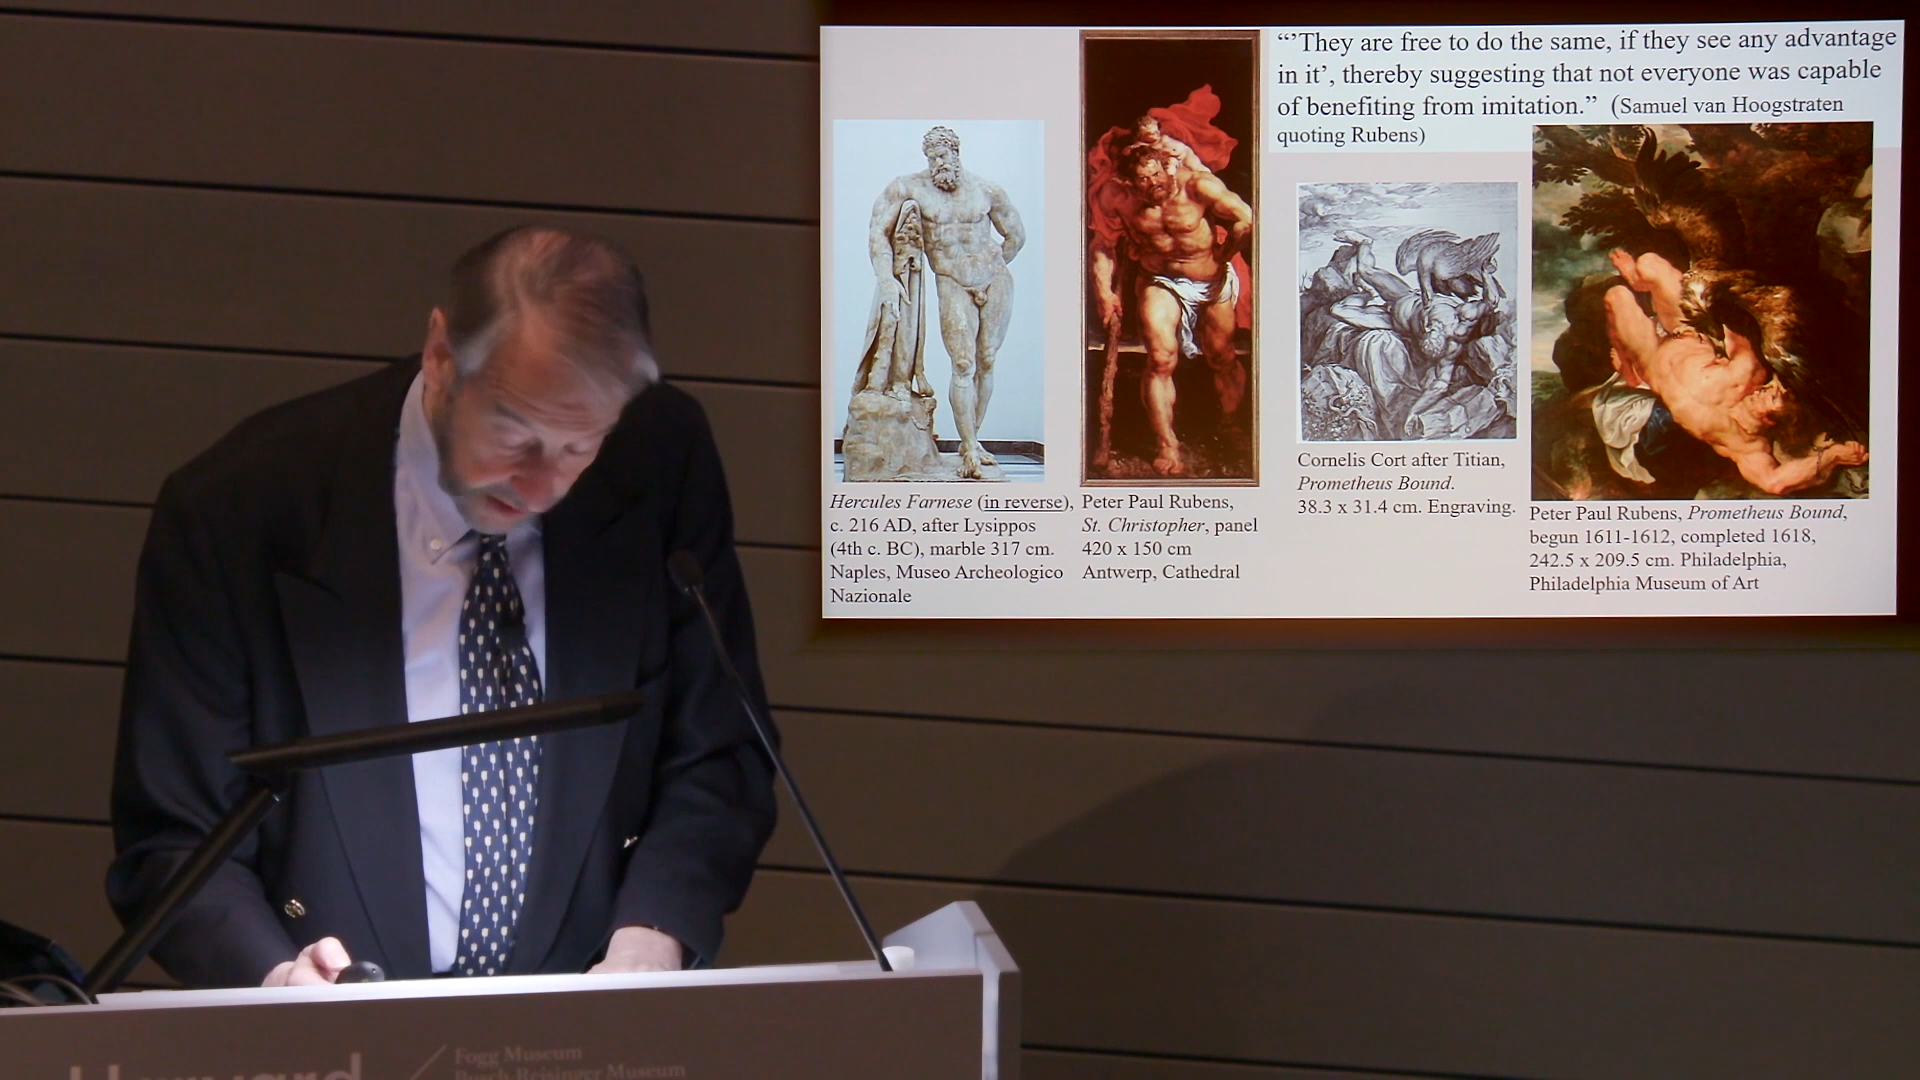 “’They are free to do the same, if they see any advantage
in it’, thereby suggesting that not everyone was capable
of benefiting from imitation.” (Samuel van Hoogstraten
quoting Rubens)
Hercules Farnese (in reverse),
c. 216 AD, after Lysippos
(4th c. BC), marble 317 cm.
Naples, Museo Archeologico
Nazionale
Peter Paul Rubens,
St. Christopher, panel
420 x 150 cm
Antwerp, Cathedral
Cornelis Cort after Titian,
Prometheus Bound.
38.3 x 31.4 cm. Engraving.
Peter Paul Rubens, Prometheus Bound,
begun 1611-1612, completed 1618,
242.5 x 209.5 cm. Philadelphia,
Philadelphia Museum of Art
Harvard
Fogg Museum
Busch-Reisinger Museum